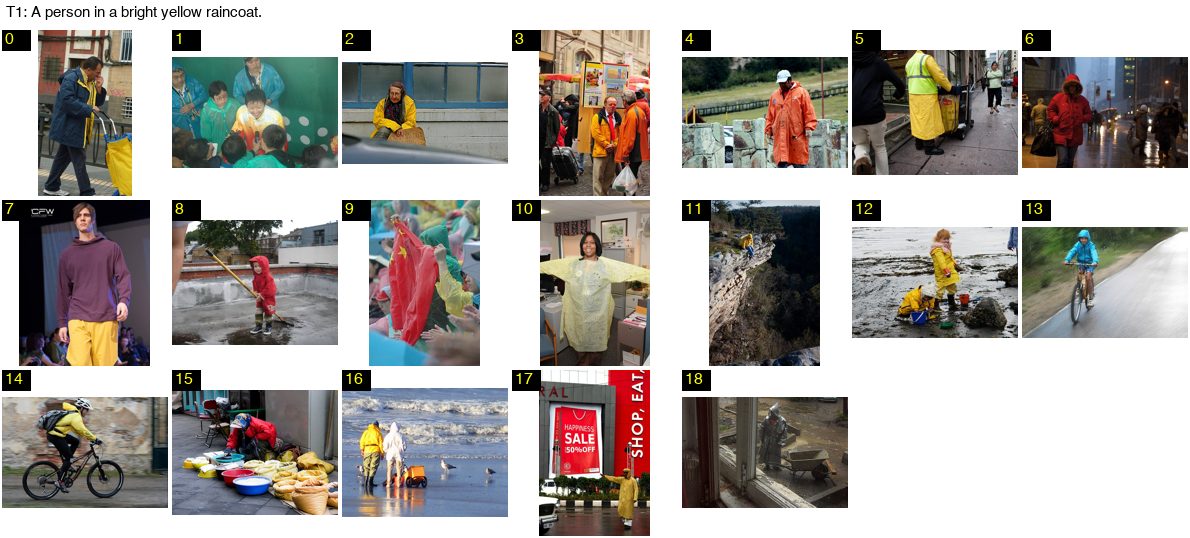 T1: A person in a bright yellow raincoat.
0
1
2
3
4
5
6
7
CFW
8
9
10
11
12
13
14
15
16
17
RAL
HAPPINESS
SALE
50%OFF
SHOP, EAT,
18